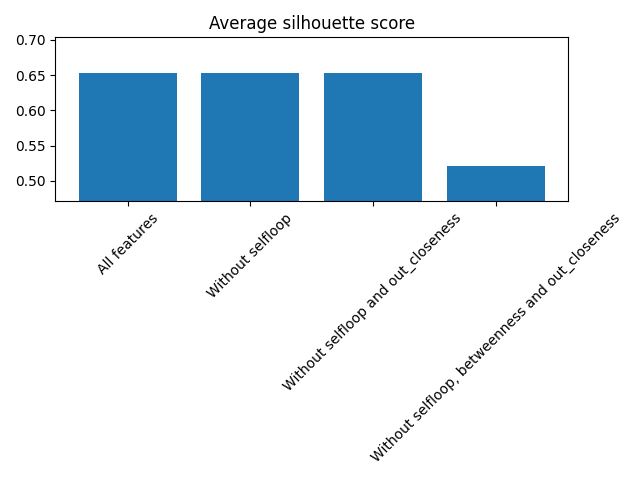 Average silhouette score
0.70
0.65
0.60
0.55
0.50
All features
Without selfloop
Without selfloop and out_closeness
Without selfloop, betweenness and out_closeness